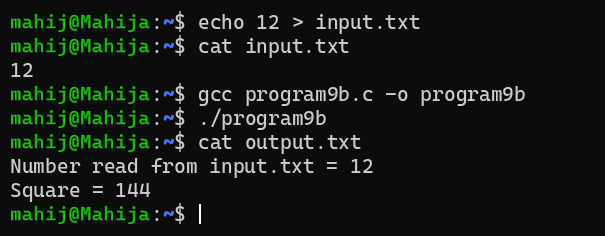 mahij@Mahija:~$ echo 12 > input.txt
mahij@Mahija:~$ cat input.txt
12
mahij@Mahija:~$ gcc program9b.c -o program9b
mahij@Mahija:~$ ./program9b
mahij@Mahija:~$ cat output.txt
Number read from input.txt = 12
Square = 144
mahij@Mahija:~$